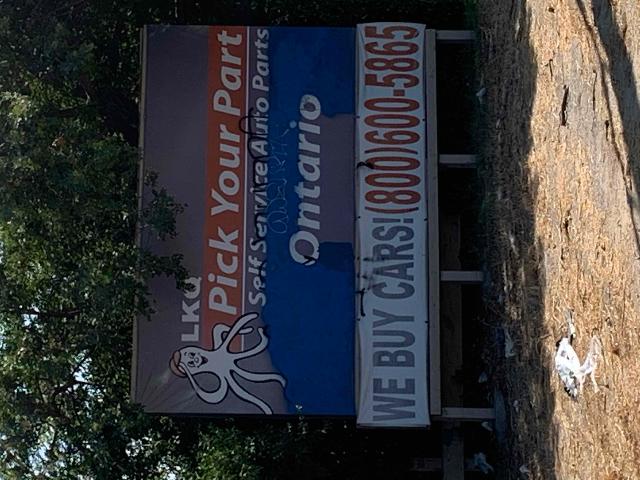 LKQ
Pick Your Part
Self Service Auto Parts
Ontario
WE BUY CARS! (800)600-5865